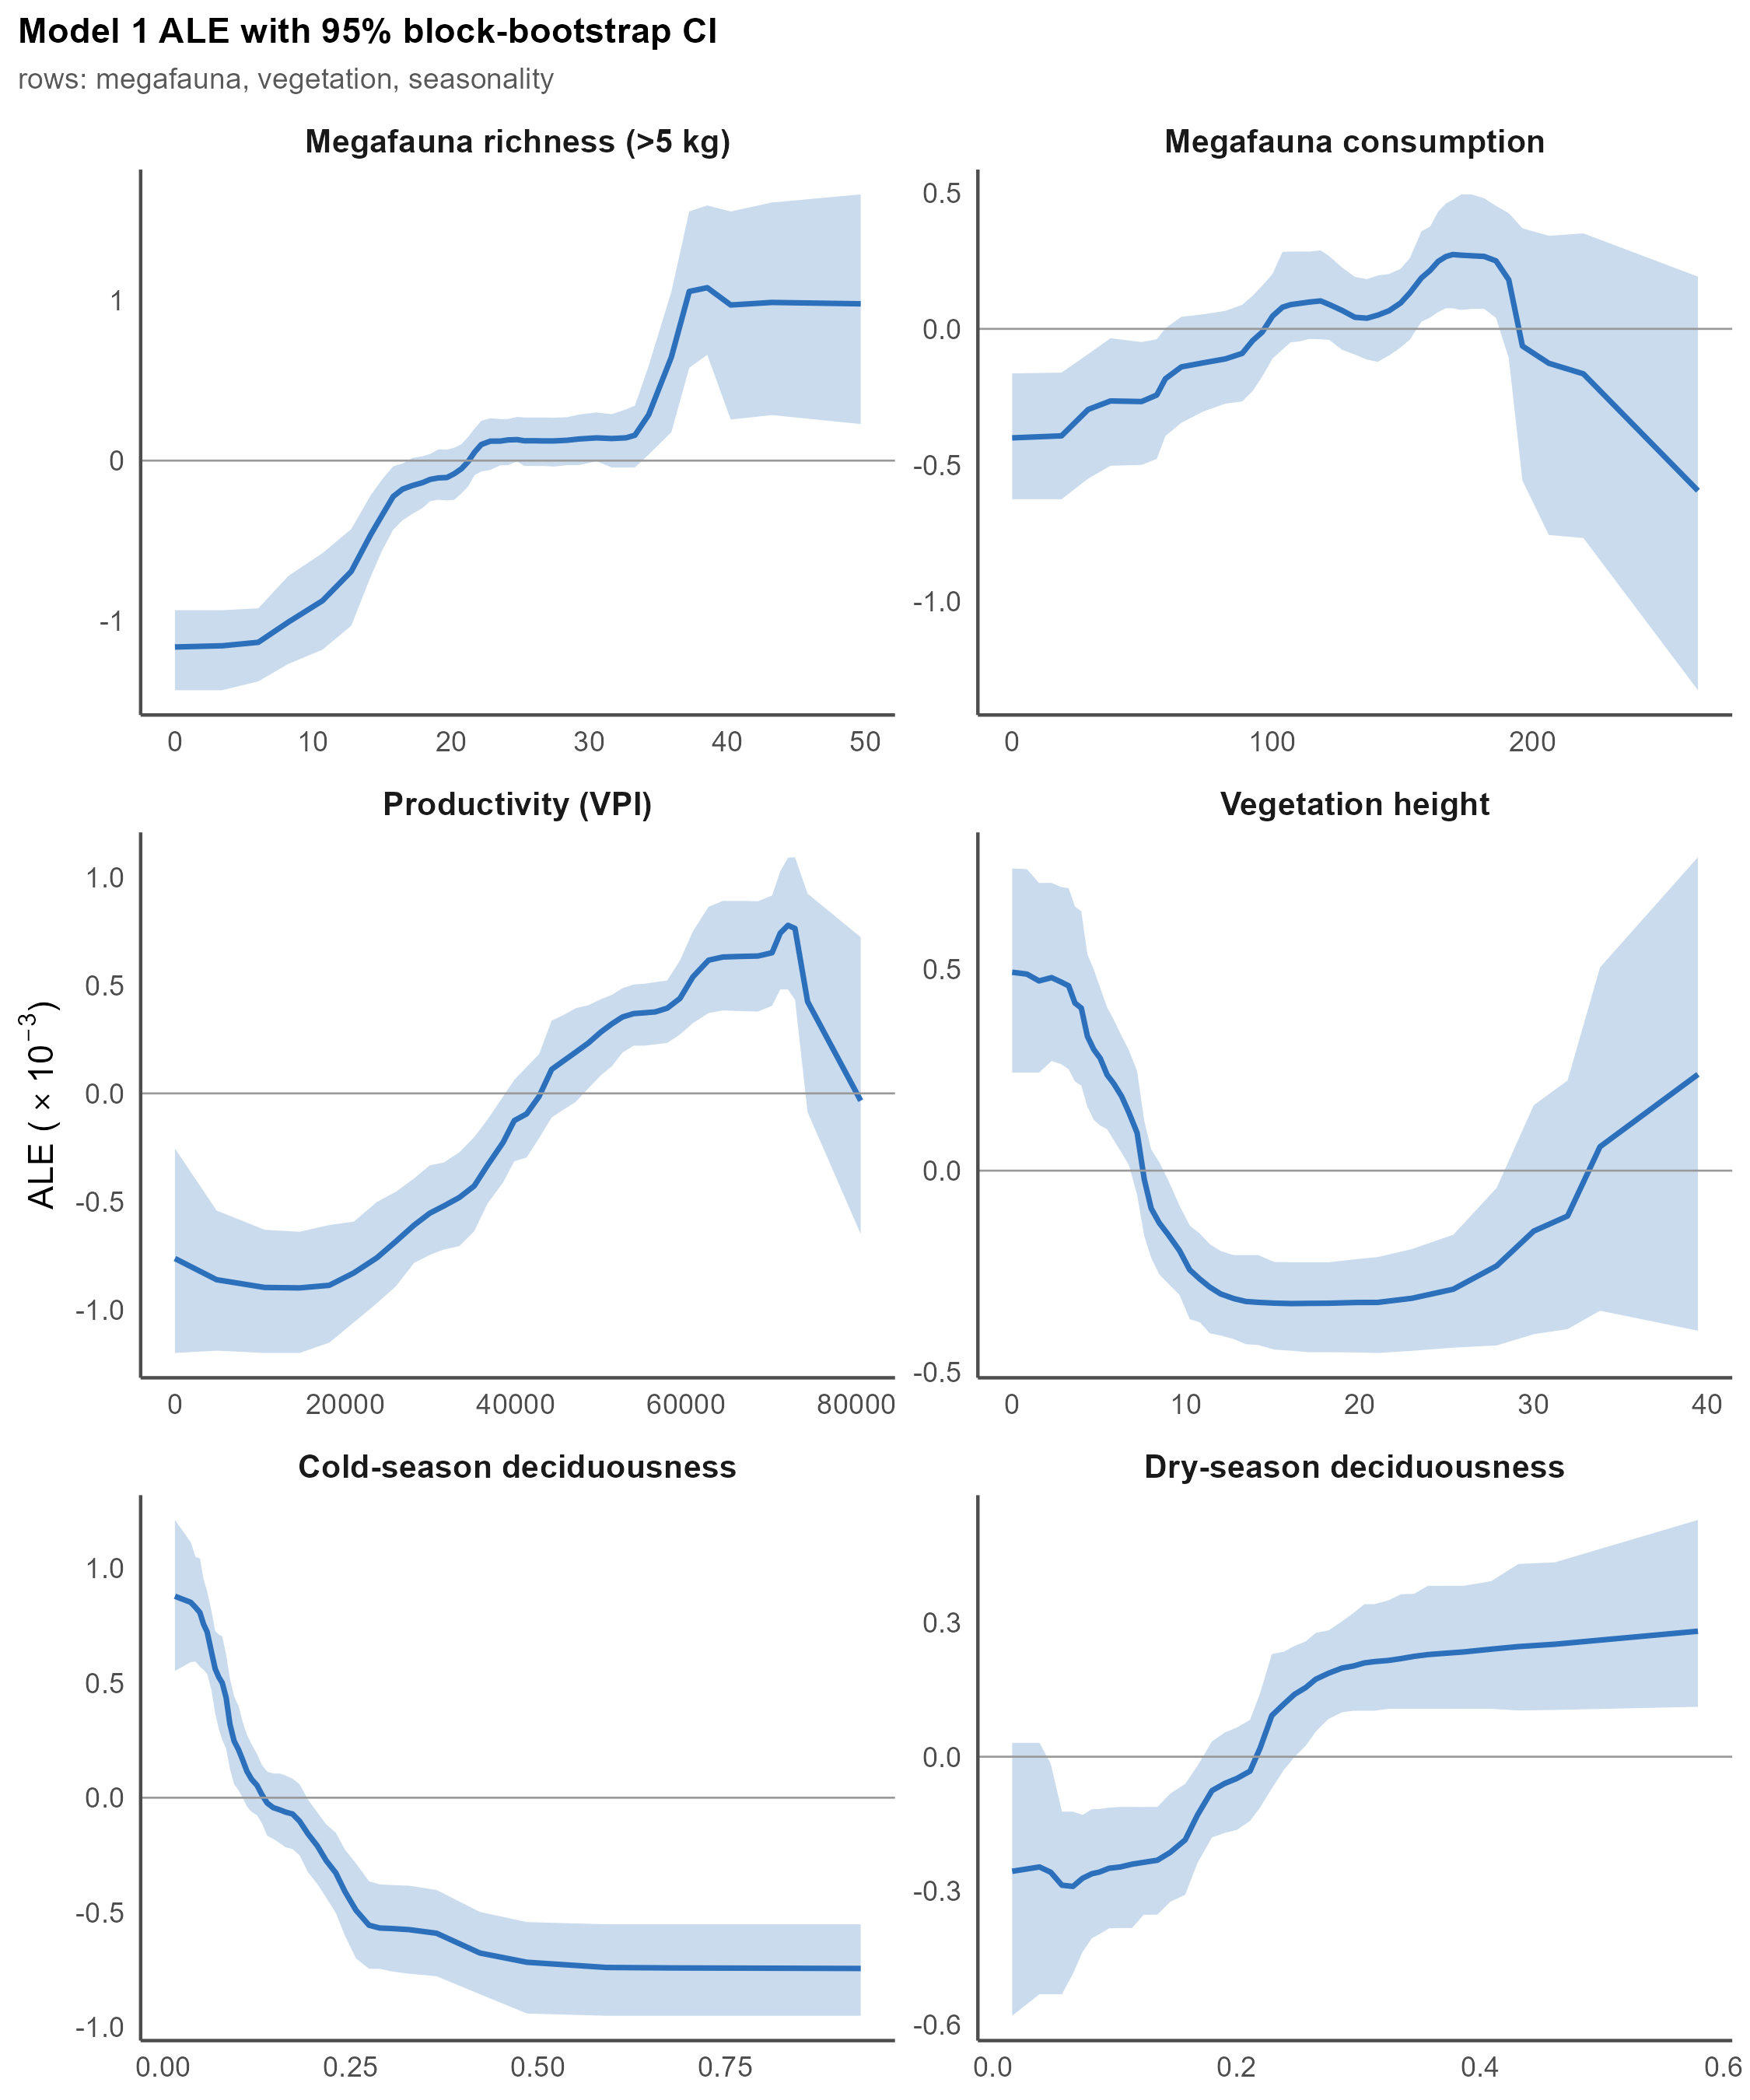 Model 1 ALE with 95% block-bootstrap CI
rows: megafauna, vegetation, seasonality
Megafauna richness (>5 kg)
1
0
-1
0 10 20 30 40 50
Megafauna consumption
0.5
0.0
-0.5
-1.0
0 100 200
ALE ( × 10⁻³)
Productivity (VPI)
1.0
0.5
0.0
-0.5
-1.0
0 20000 40000 60000 80000
Vegetation height
0.5
0.0
-0.5
0 10 20 30 40
Cold-season deciduousness
1.0
0.5
0.0
-0.5
-1.0
0.00 0.25 0.50 0.75
Dry-season deciduousness
0.3
0.0
-0.3
-0.6
0.0 0.2 0.4 0.6